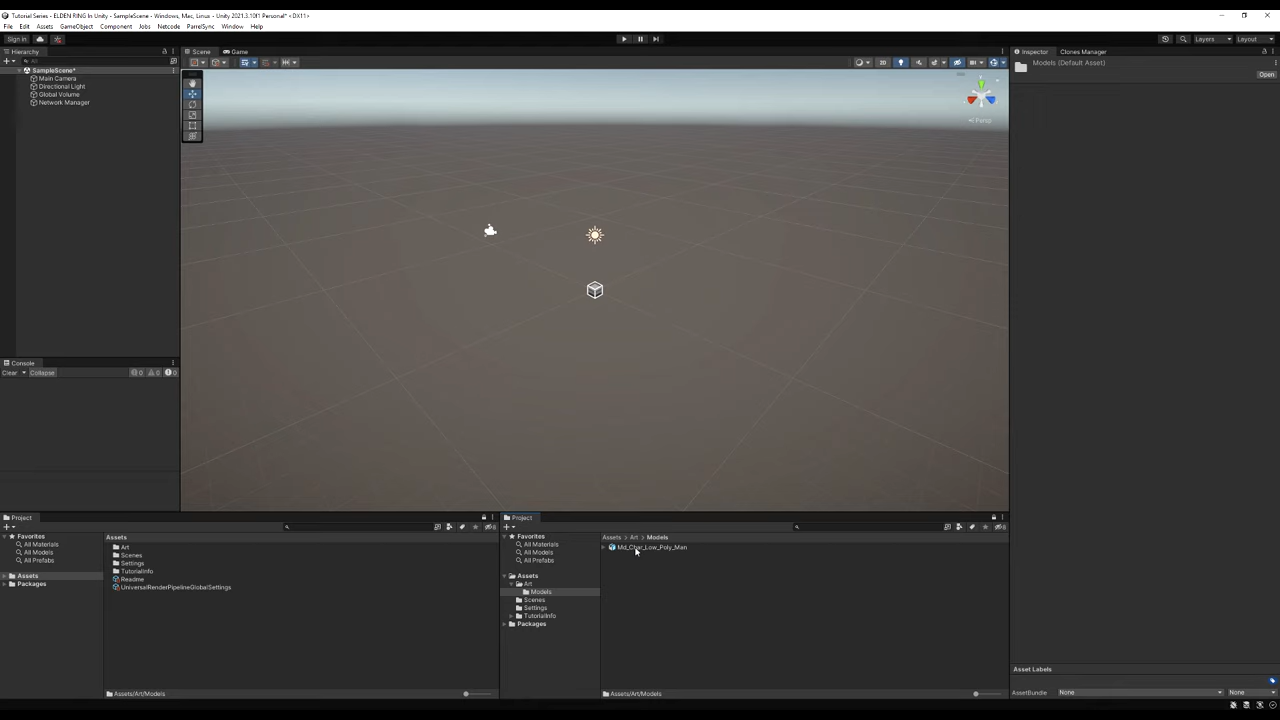 Tutorial Series - ELDEN RING In Unity - SampleScene - Windows, Mac, Linux - Unity 2021.3.10f1 Personal* <DX11>
File Edit Assets GameObject Component Jobs Netcode ParrelSync Window Help
Sign in
Layers Layout
Hierarchy
All
SampleScene*
Main Camera
Directional Light
Global Volume
Network Manager
Scene Game
2D
Persp
Inspector Clones Manager
Models (Default Asset)
Open
Console
Clear Collapse 0 0 0
Project
Favorites
All Materials
All Models
All Prefabs
Assets
Packages
Assets
Art
Scenes
Settings
TutorialInfo
Readme
UniversalRenderPipelineGlobalSettings
Assets/Art/Models
Project
Favorites
All Materials
All Models
All Prefabs
Assets
Art
Models
Scenes
Settings
TutorialInfo
Packages
Assets > Art > Models
Md_Char_Low_Poly_Man
Assets/Art/Models
Asset Labels
AssetBundle None None